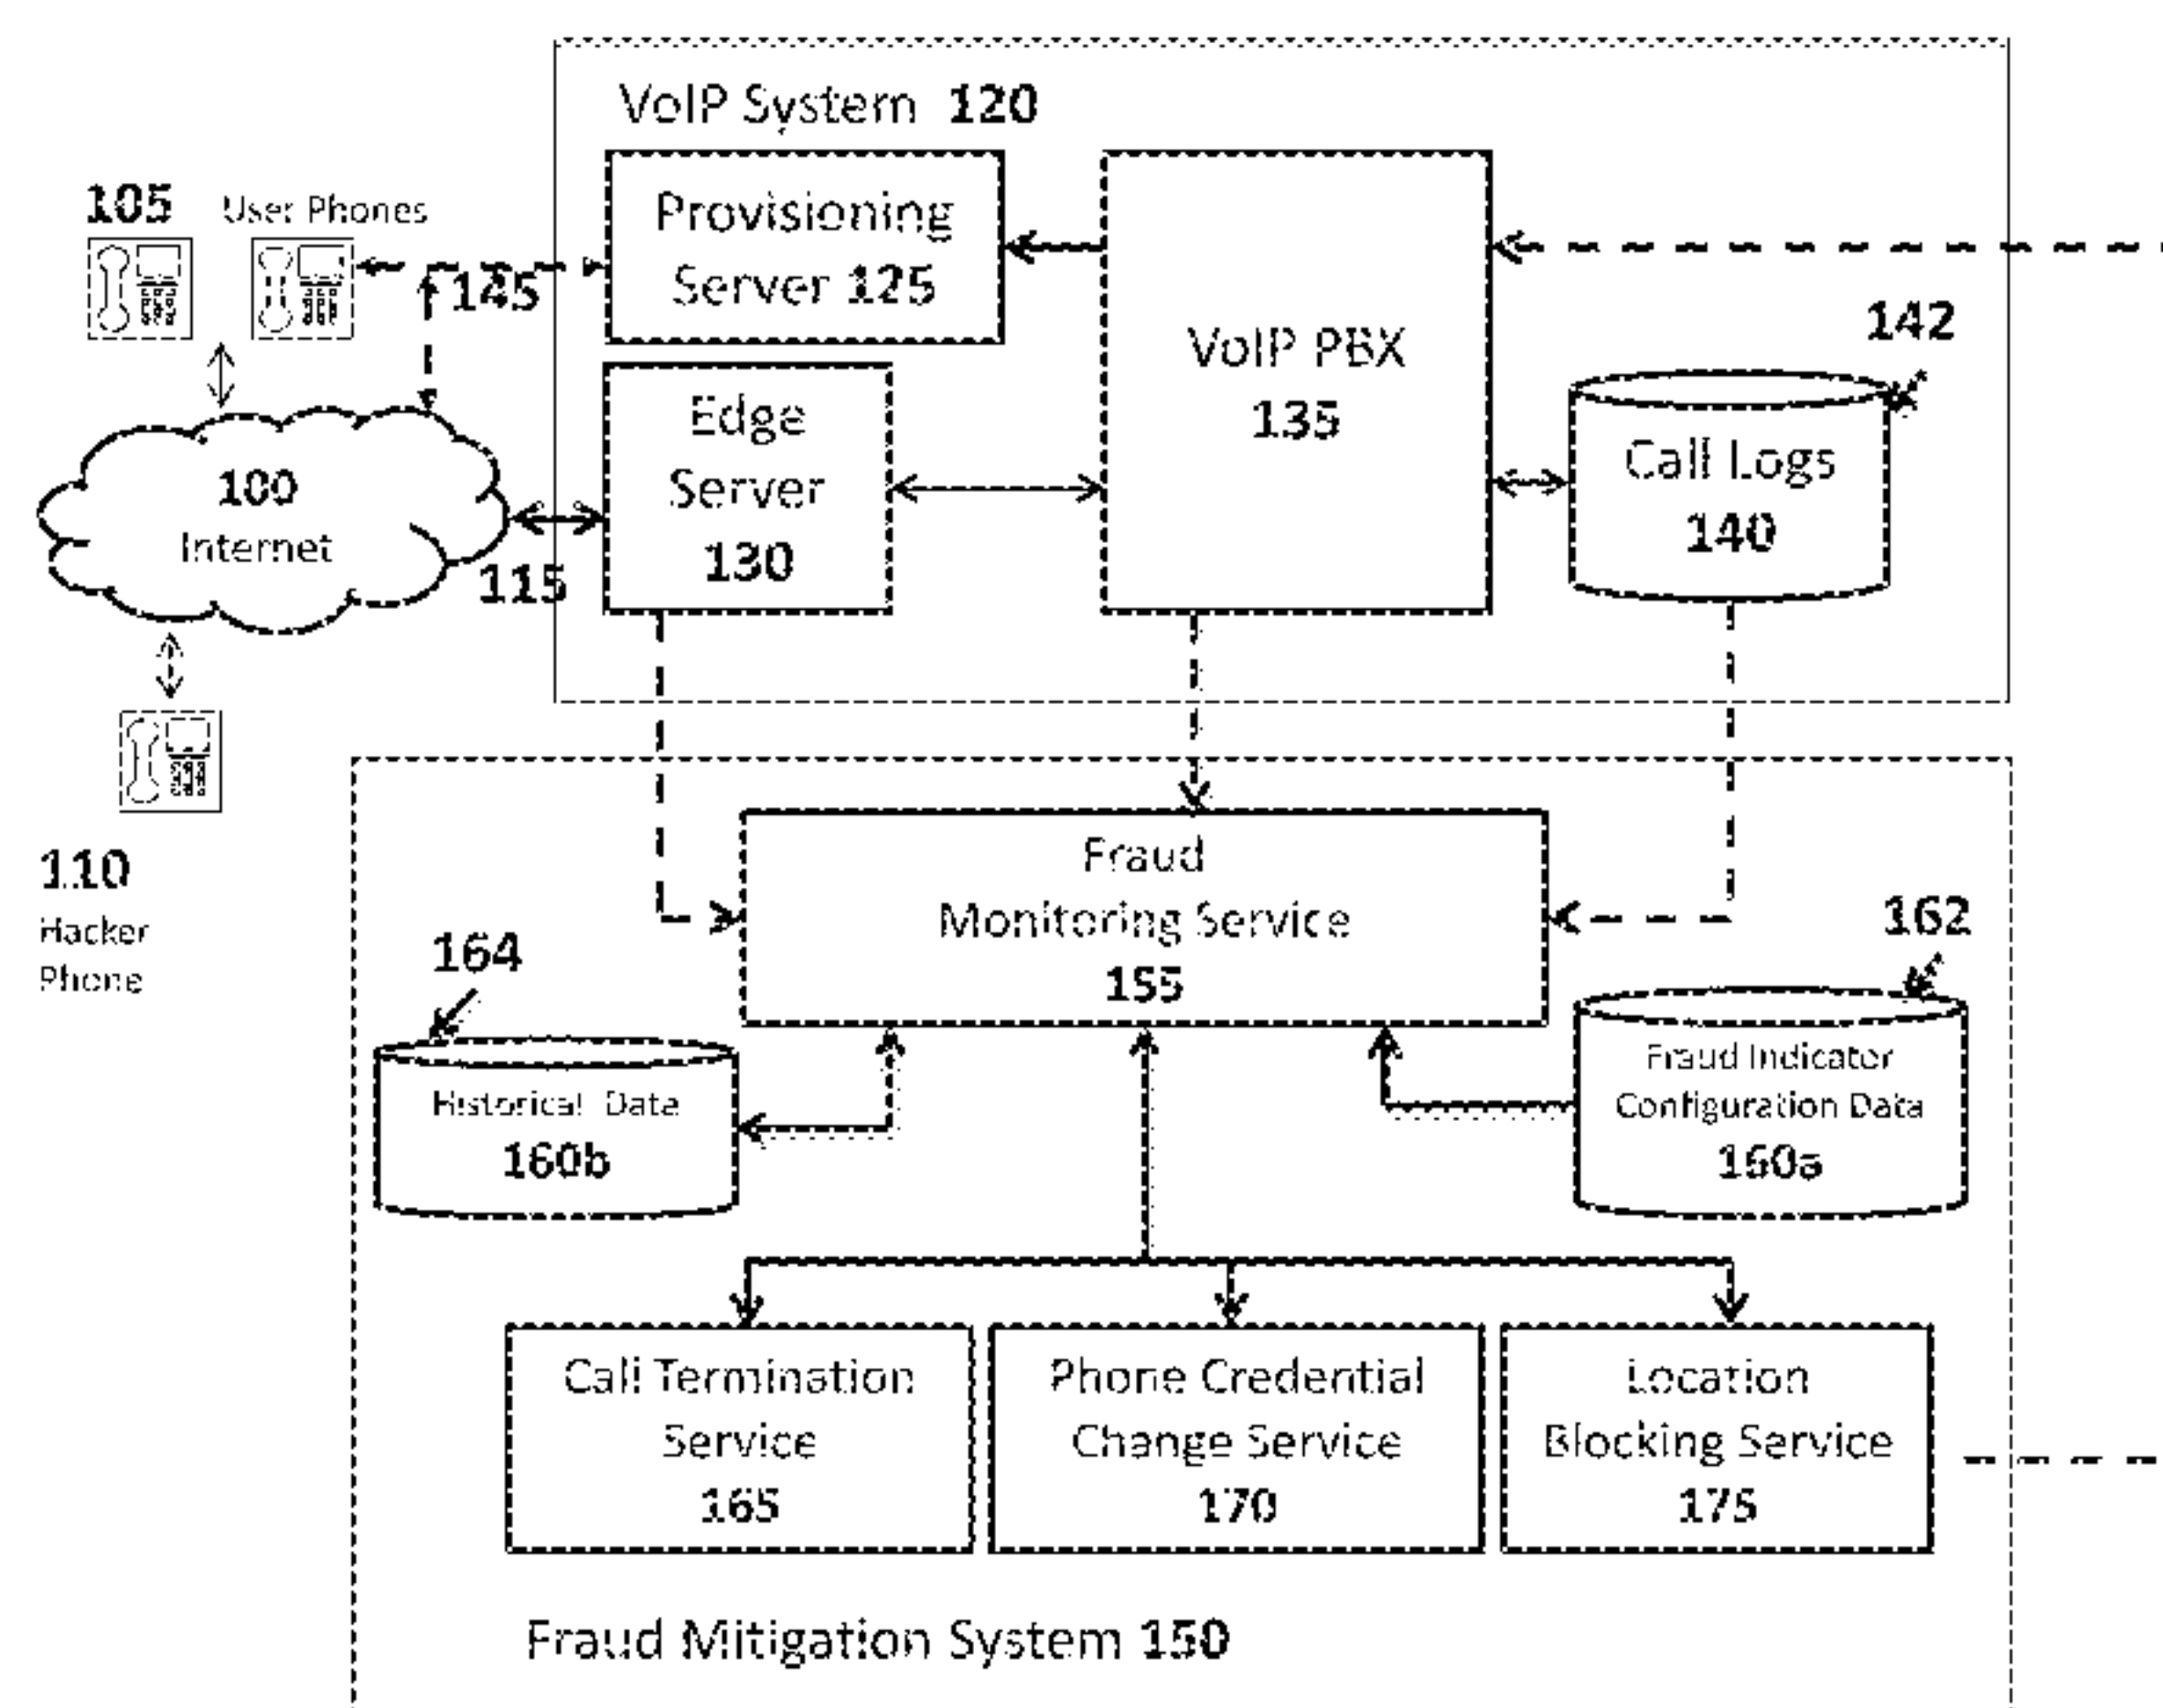 VoIP System 120
105 User Phones
Provisioning
Server 125
145
VoIP PBX
135
142
Edge
Server
130
Call Logs
140
100
Internet
115
110
Hacker
Phone
Fraud
Monitoring Service
155
164
162
Historical Data
160b
Fraud Indicator
Configuration Data
160a
Call Termination
Service
165
Phone Credential
Change Service
170
Location
Blocking Service
175
Fraud Mitigation System 150